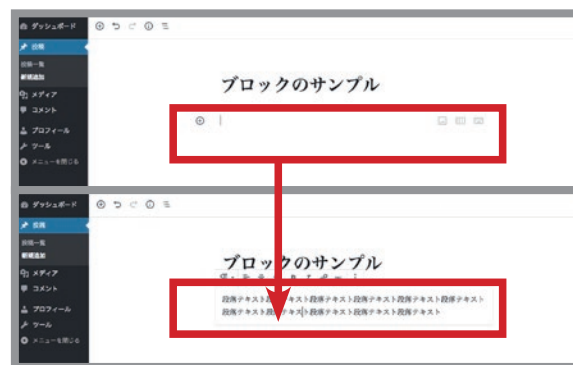 ダッシュボード
投稿
投稿一覧
新規追加
メディア
コメント
プロフィール
ツール
メニューを閉じる
ブロックのサンプル
ダッシュボード
投稿
投稿一覧
新規追加
メディア
コメント
プロフィール
ツール
メニューを閉じる
ブロックのサンプル
段落テキスト段落テキスト段落テキスト段落テキスト段落テキスト段落テキスト
段落テキスト段落テキスト段落テキスト段落テキスト段落テキスト